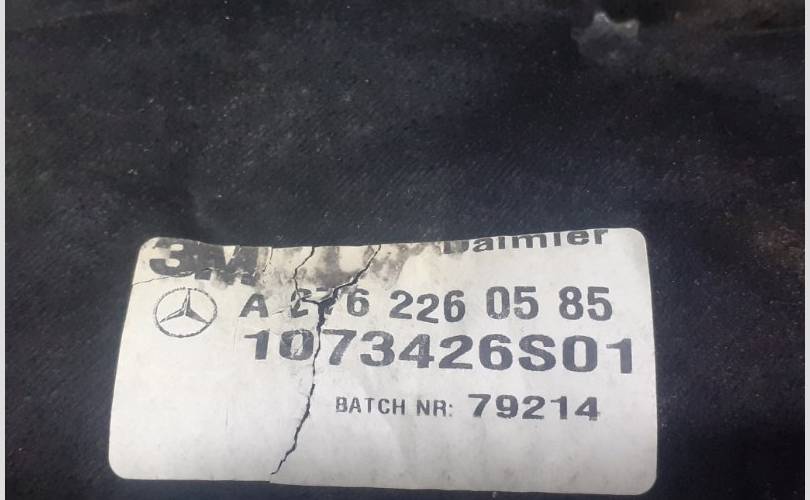 3M Daimler
A 276 226 05 85
1073426S01
BATCH NR: 79214